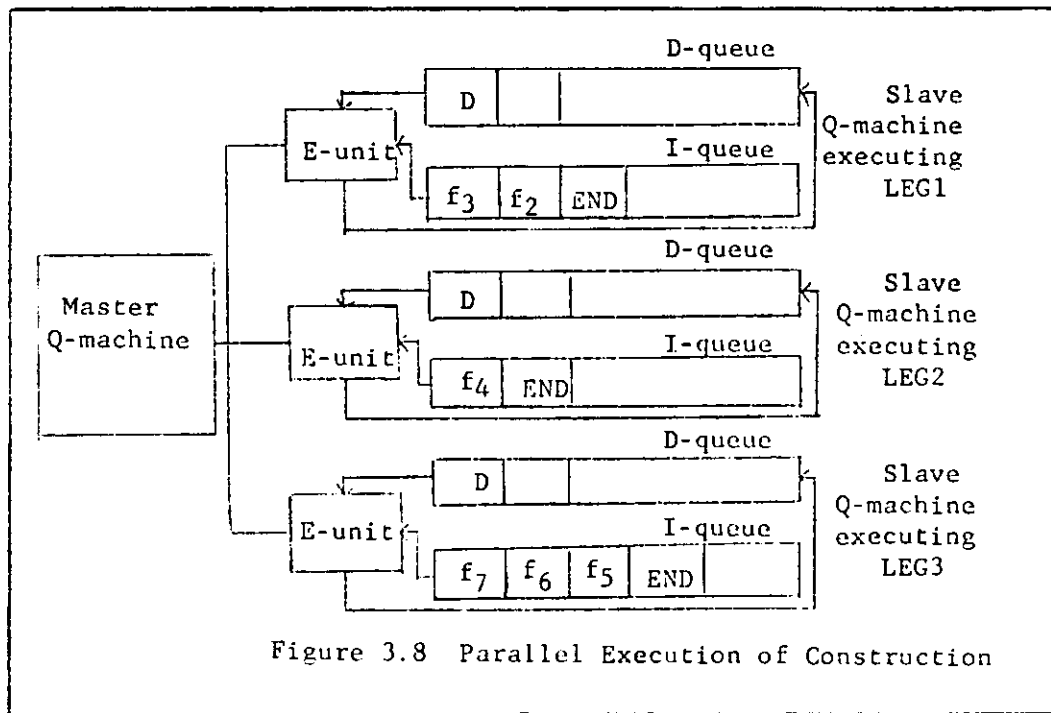 D-queue
D
Slave
Q-machine
executing
LEG1
E-unit
I-queue
f3 f2 END
D-queue
D
Slave
Q-machine
executing
LEG2
Master
Q-machine
E-unit
I-queue
f4 END
D-queue
D
Slave
Q-machine
executing
LEG3
E-unit
I-queue
f7 f6 f5 END
Figure 3.8 Parallel Execution of Construction